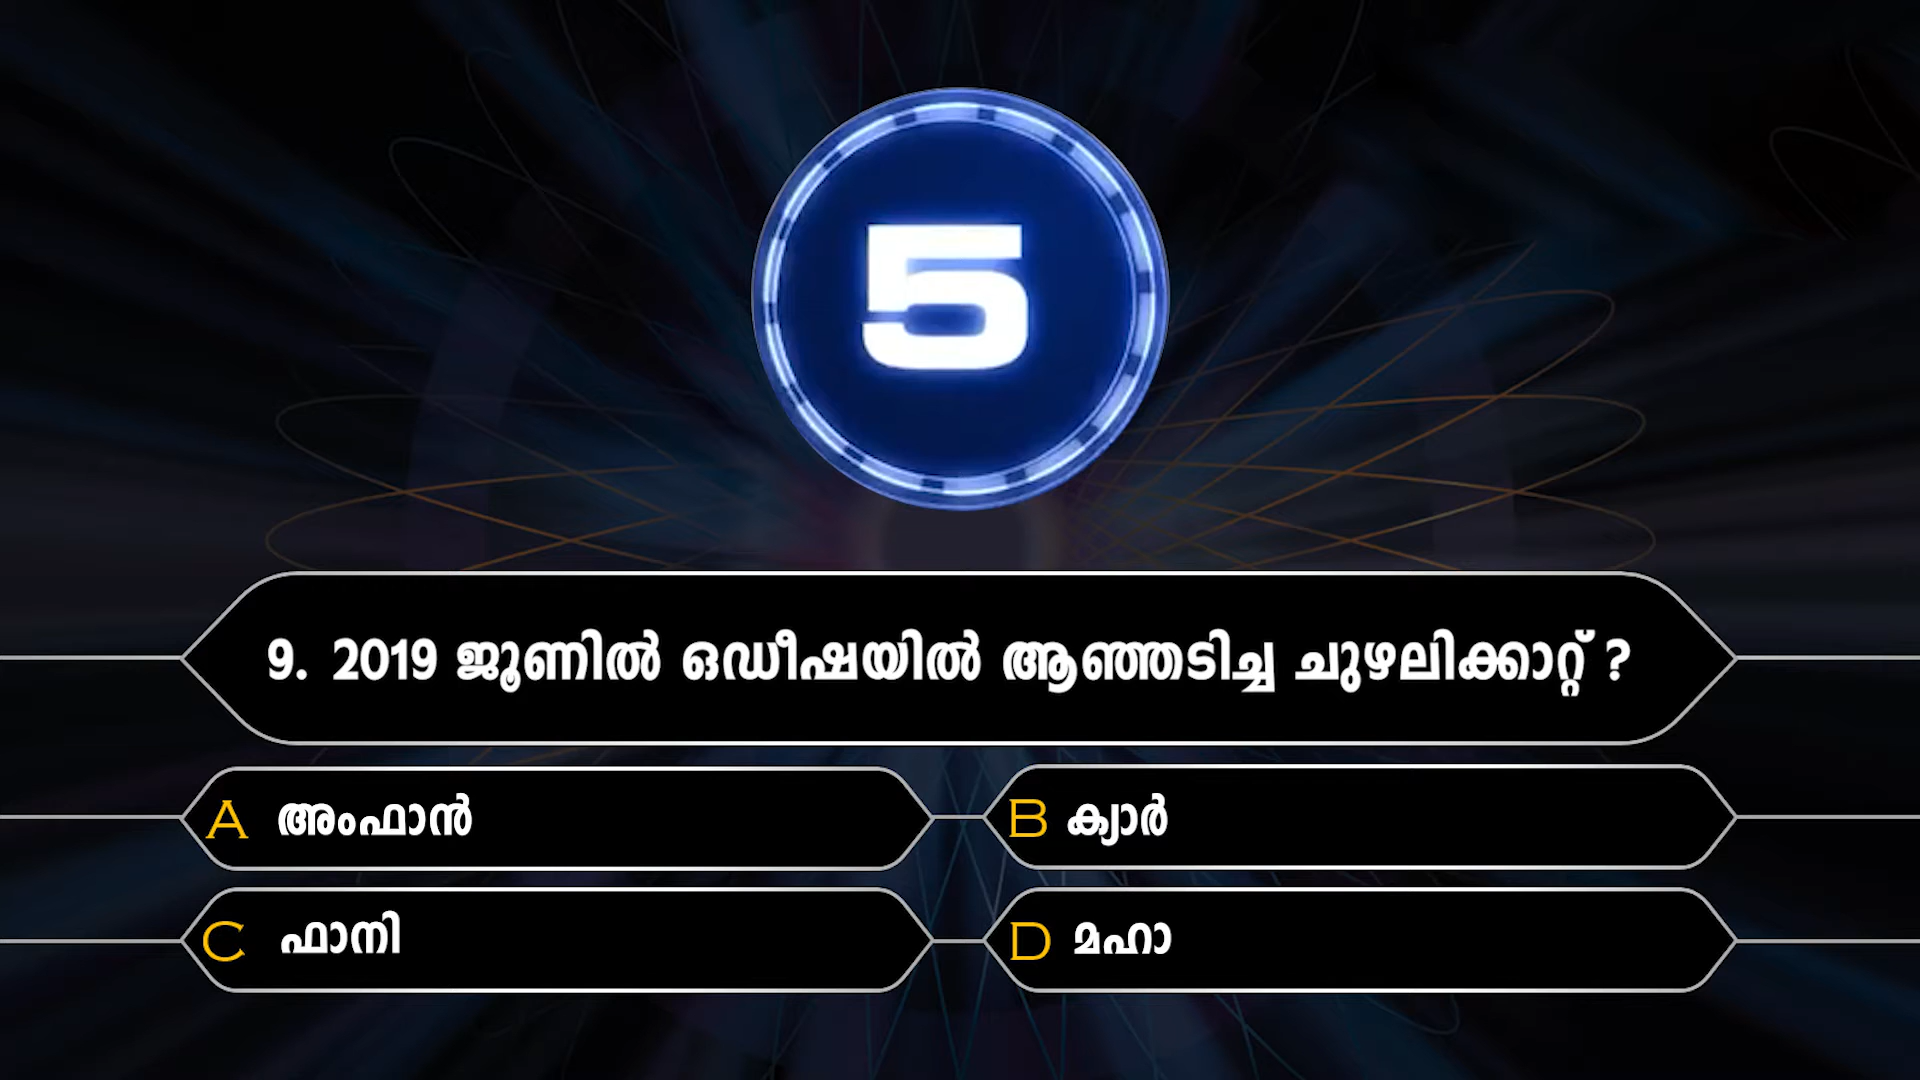 5
9. 2019 ജൂണിൽ ഒഡീഷയിൽ ആഞ്ഞടിച്ച ചുഴലിക്കാറ്റ് ?
A അംഫാൻ
B ക്യാർ
C ഫാനി
D മഹാ